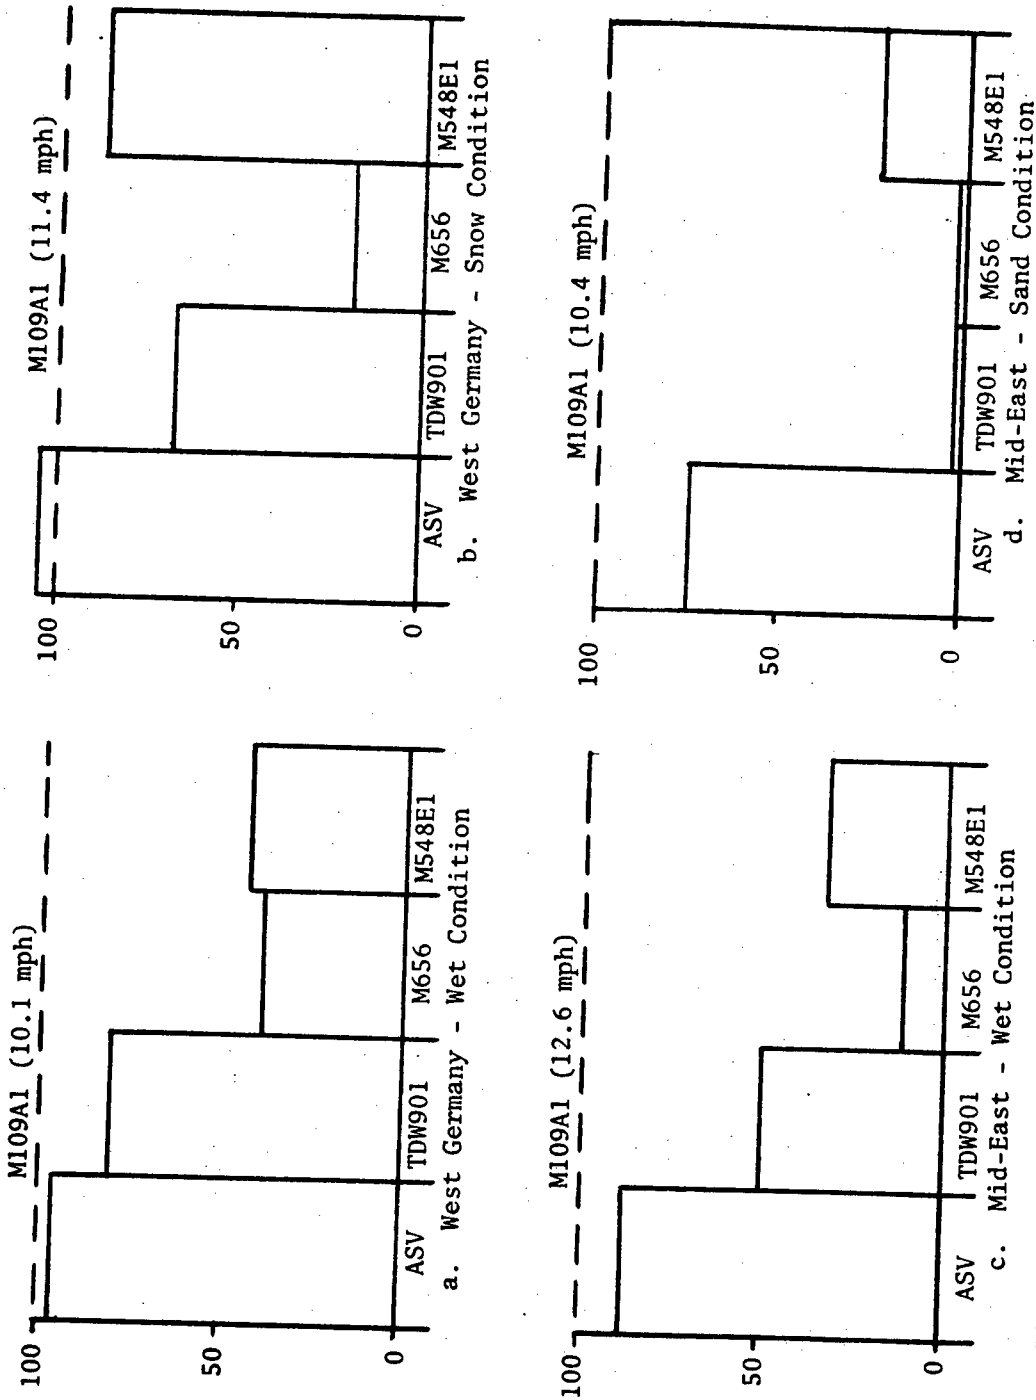 M109A1 (10.1 mph)
100
50
0
ASV TDW901 M656 M548E1
a. West Germany - Wet Condition
M109A1 (11.4 mph)
100
50
0
ASV TDW901 M656 M548E1
b. West Germany - Snow Condition
M109A1 (12.6 mph)
100
50
0
ASV TDW901 M656 M548E1
c. Mid-East - Wet Condition
M109A1 (10.4 mph)
100
50
0
ASV TDW901 M656 M548E1
d. Mid-East - Sand Condition